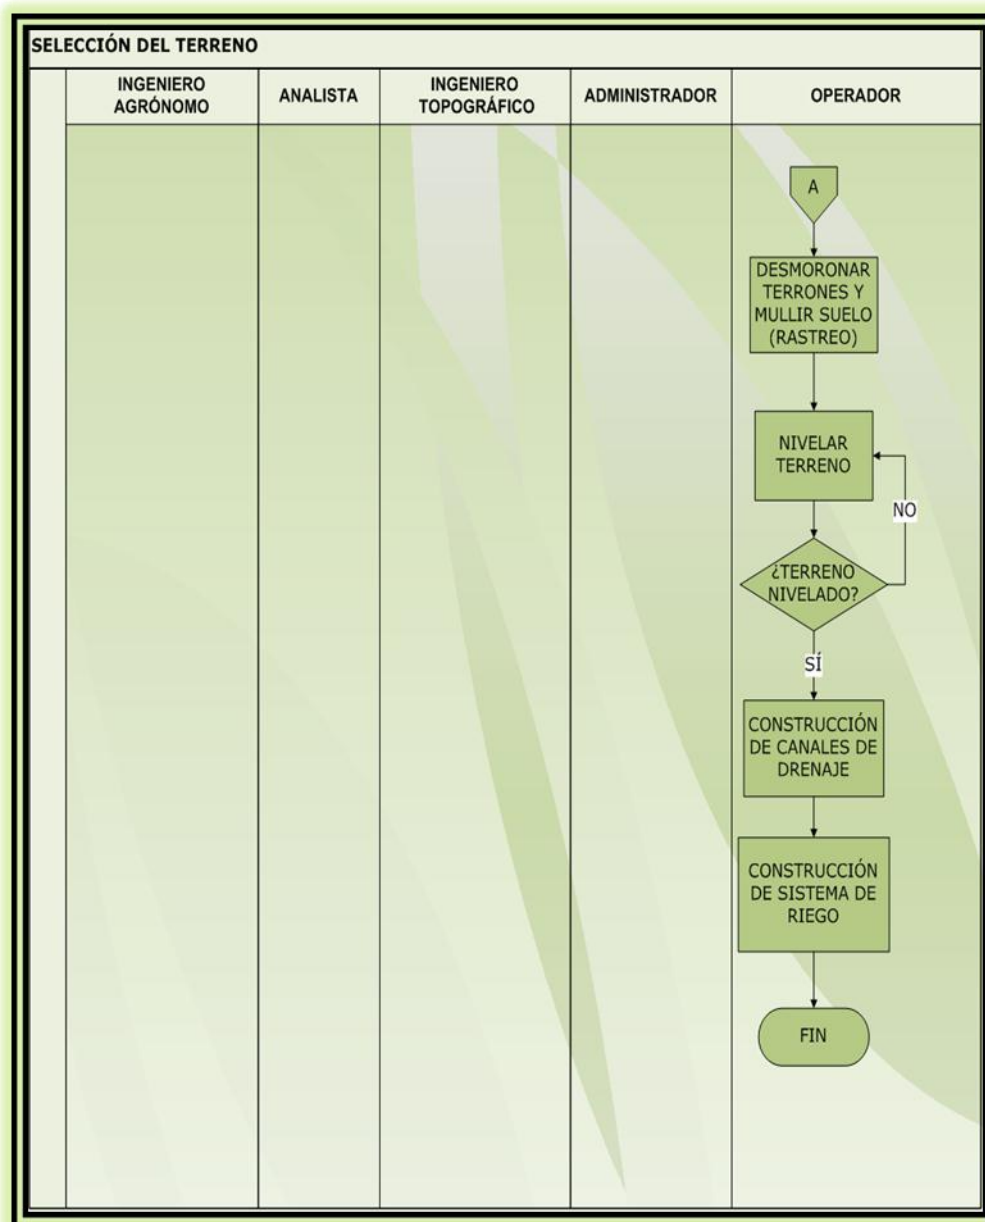 SELECCIÓN DEL TERRENO
INGENIERO
AGRÓNOMO
ANALISTA
INGENIERO
TOPOGRÁFICO
ADMINISTRADOR
OPERADOR
A
DESMORONAR
TERRONES Y
MULLIR SUELO
(RASTREO)
NIVELAR
TERRENO
NO
¿TERRENO
NIVELADO?
SÍ
CONSTRUCCIÓN
DE CANALES DE
DRENAJE
CONSTRUCCIÓN
DE SISTEMA DE
RIEGO
FIN